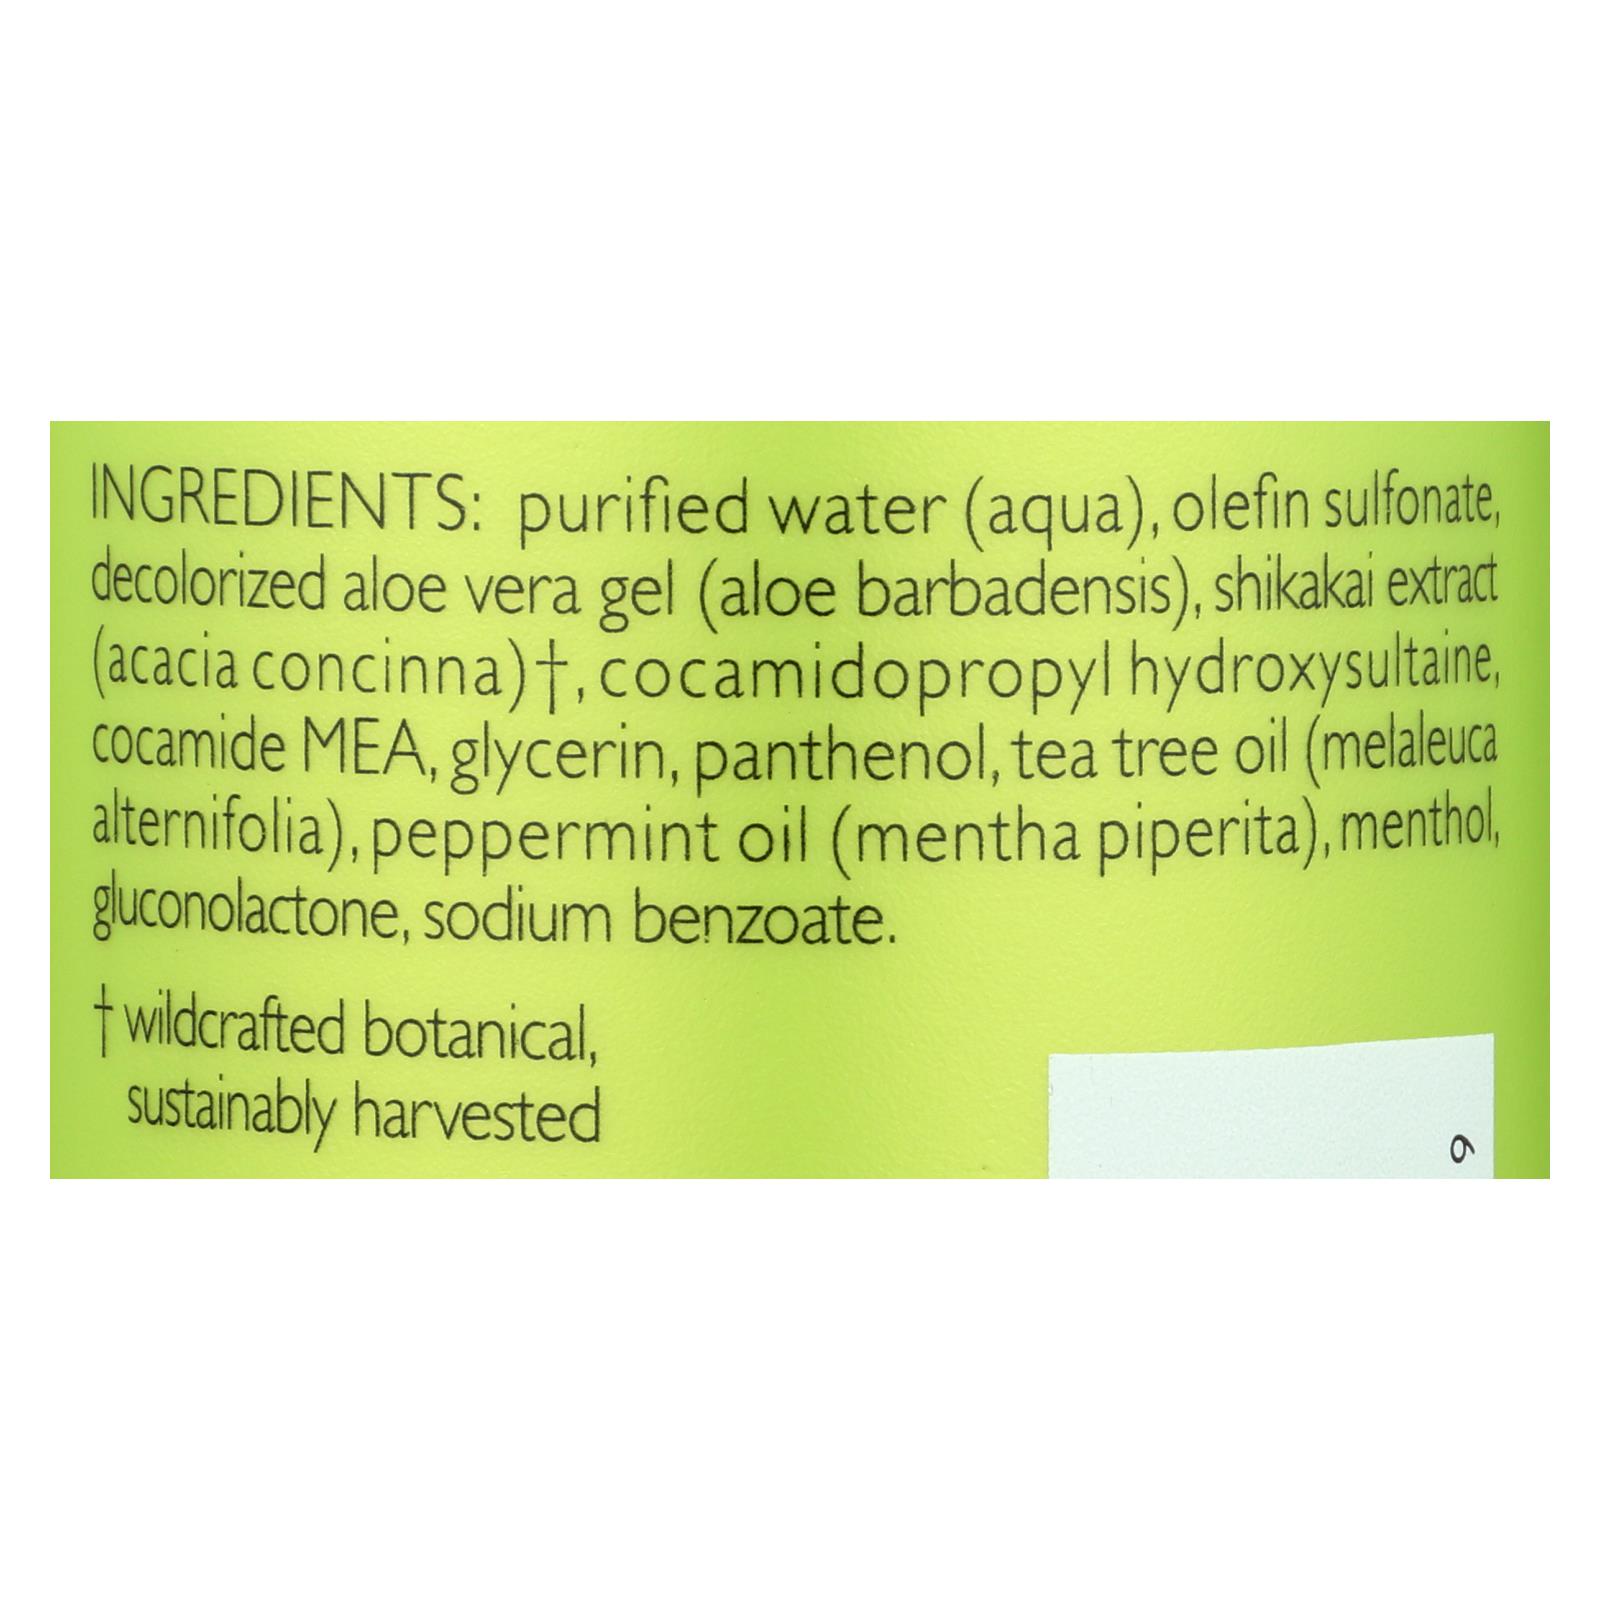 INGREDIENTS: purified water (aqua), olefin sulfonate,
decolorized aloe vera gel (aloe barbadensis), shikakai extract
(acacia concinna)†, cocamidopropyl hydroxysultaine,
cocamide MEA, glycerin, panthenol, tea tree oil (melaleuca
alternifolia), peppermint oil (mentha piperita), menthol,
gluconolactone, sodium benzoate.
† wildcrafted botanical,
sustainably harvested
6